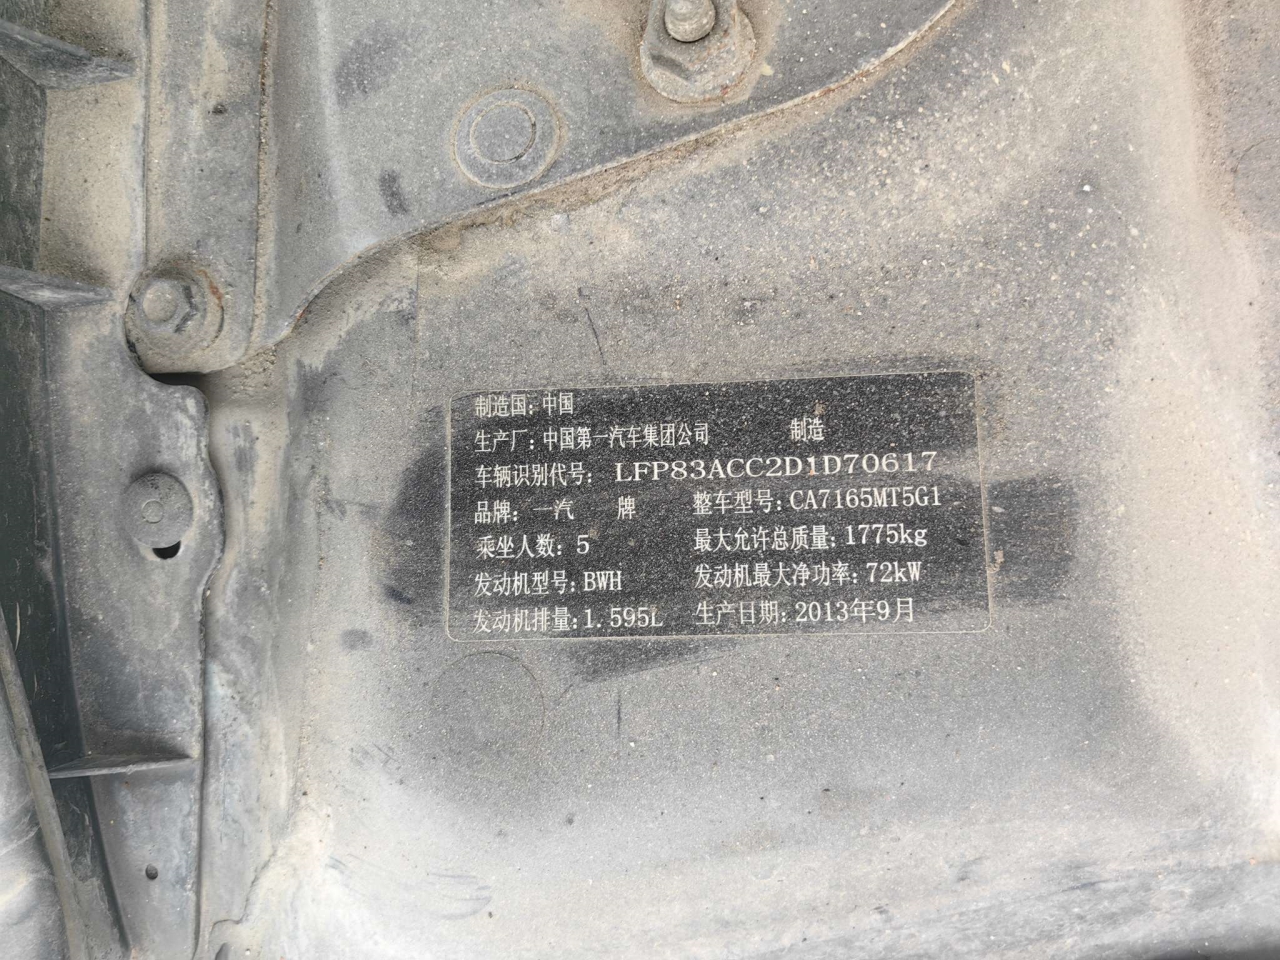 制造国：中国
生产厂：中国第一汽车集团公司 制造
车辆识别代号：LFP83ACC2D1D70617
品牌：一汽 牌 整车型号：CA7165MT5G1
乘坐人数：5 最大允许总质量：1775kg
发动机型号：BWH 发动机最大净功率：72kW
发动机排量：1.595L 生产日期：2013年9月